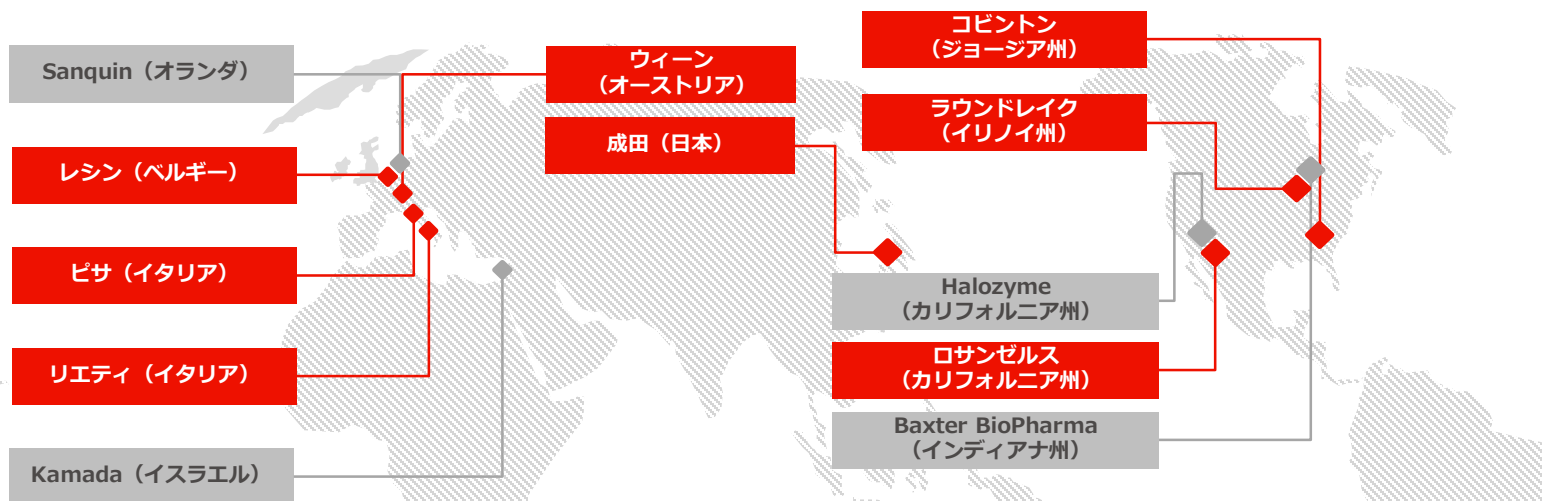 Sanquin（オランダ）
レシン（ベルギー）
ピサ（イタリア）
リエティ（イタリア）
Kamada（イスラエル）
ウィーン
（オーストリア）
成田（日本）
コビントン
（ジョージア州）
ラウンドレイク
（イリノイ州）
Halozyme
（カリフォルニア州）
ロサンゼルス
（カリフォルニア州）
Baxter BioPharma
（インディアナ州）